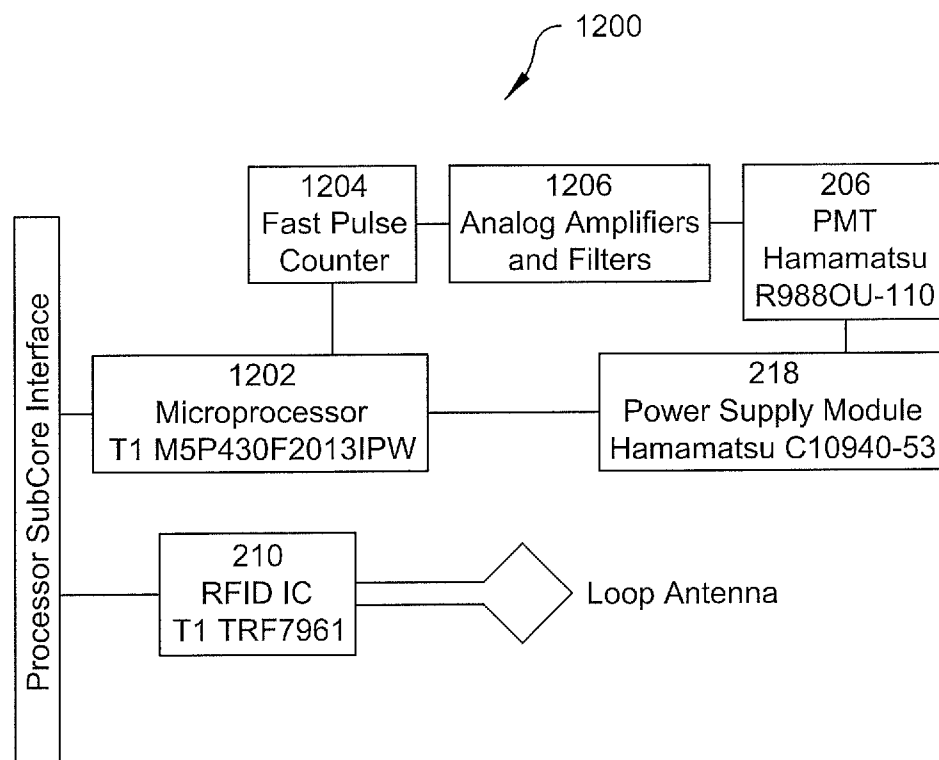 1200
1204
Fast Pulse
Counter
1206
Analog Amplifiers
and Filters
206
PMT
Hamamatsu
R988OU-110
Processor SubCore Interface
1202
Microprocessor
T1 M5P430F2013IPW
218
Power Supply Module
Hamamatsu C10940-53
210
RFID IC
T1 TRF7961
Loop Antenna